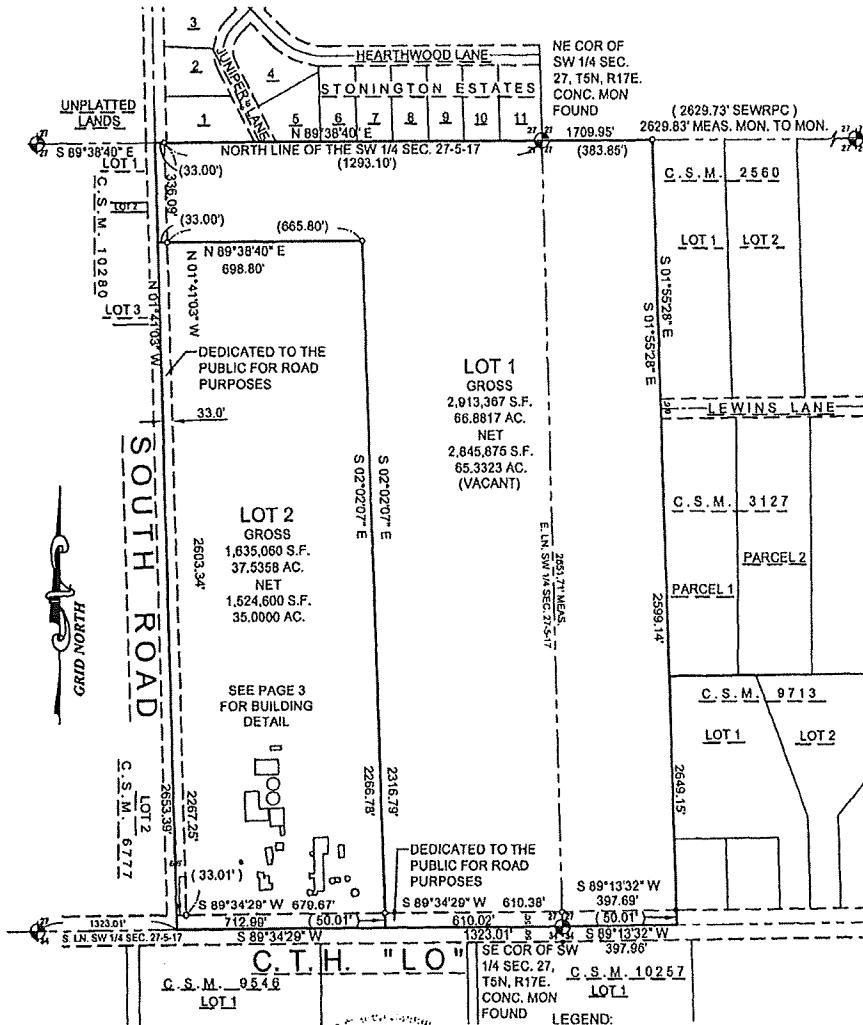 3
2
4
1
JUNIPER LANE
HEARTHWOOD LANE
STONINGTON ESTATES
5 6 7 8 9 10 11
NE COR OF
SW 1/4 SEC.
27, T5N, R17E.
CONC. MON
FOUND
( 2629.73' SEWRPC )
2629.83' MEAS. MON. TO MON.
UNPLATTED
LANDS
S 89°38'40" E
N 89°38'40" E
NORTH LINE OF THE SW 1/4 SEC. 27-5-17
(1293.10')
1709.95'
(383.85')
LOT 1
LOT 2
C.S.M. 10280
LOT 3
(33.00')
336.09'
(33.00')
(665.80')
N 89°38'40" E
698.80'
N 01°41'03" W
N 01°41'03" W
DEDICATED TO THE
PUBLIC FOR ROAD
PURPOSES
33.0'
C.S.M. 2560
LOT 1
LOT 2
S 01°55'28" E
S 01°55'28" E
LEWINS LANE
LOT 1
GROSS
2,913,367 S.F.
66.8817 AC.
NET
2,845,875 S.F.
65.3323 AC.
(VACANT)
S 02°02'07" E
S 02°02'07" E
SOUTH ROAD
GRID NORTH
2603.34'
LOT 2
GROSS
1,635,060 S.F.
37.5358 AC.
NET
1,524,600 S.F.
35.0000 AC.
2651.71' MEAS.
E. LN. SW 1/4 SEC. 27-5-17
C.S.M. 3127
PARCEL 2
PARCEL 1
2599.14'
SEE PAGE 3
FOR BUILDING
DETAIL
C.S.M. 9713
LOT 1
LOT 2
LOT 2
C.S.M. 6777
2653.39'
2267.25'
2266.78'
2316.79'
2649.15'
DEDICATED TO THE
PUBLIC FOR ROAD
PURPOSES
( 33.01')
S 89°34'29" W 679.67'
S 89°34'29" W 610.38'
S 89°13'32" W
397.69'
1323.01'
712.99'
( 50.01')
610.02'
(50.01')
S. LN. SW 1/4 SEC. 27-5-17
S 89°34'29" W
1323.01'
S 89°13'32" W
397.96'
C.T.H. "LO"
C.S.M. 9546
LOT 1
SE COR OF SW
1/4 SEC. 27,
T5N, R17E.
CONC. MON
FOUND
C.S.M. 10257
LOT 1
LEGEND: